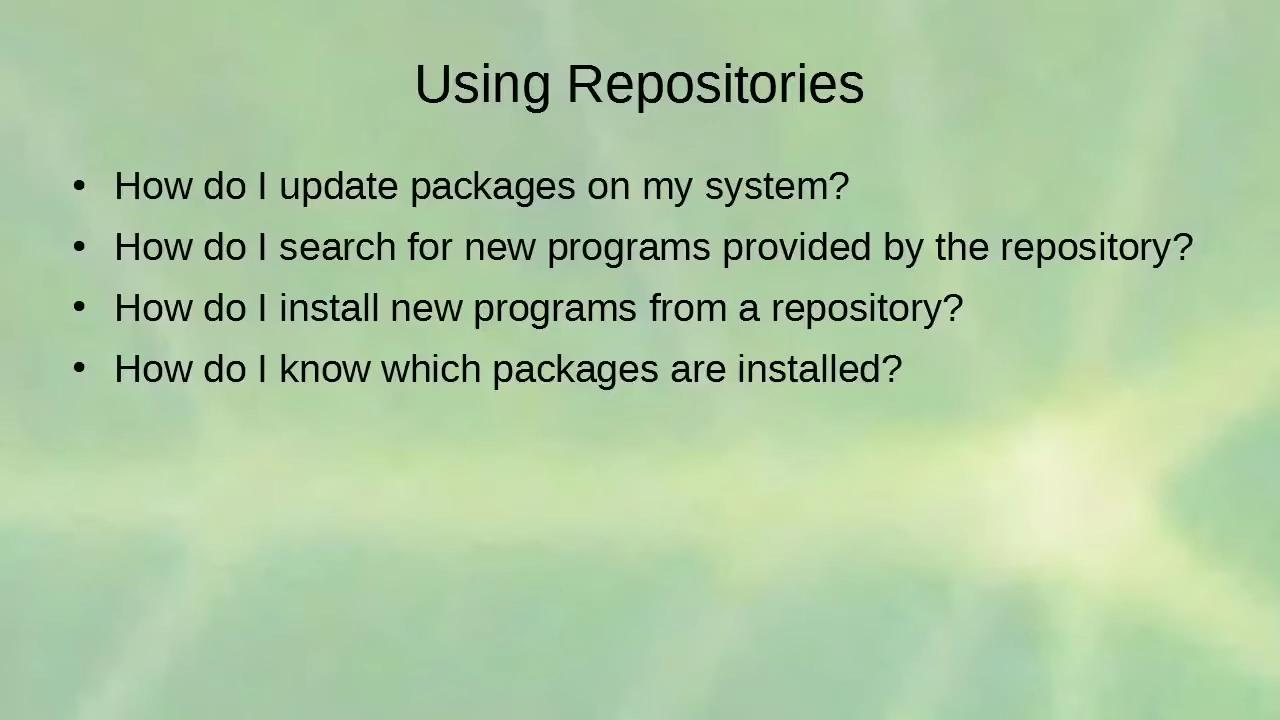 Using Repositories
• How do I update packages on my system?
• How do I search for new programs provided by the repository?
• How do I install new programs from a repository?
• How do I know which packages are installed?